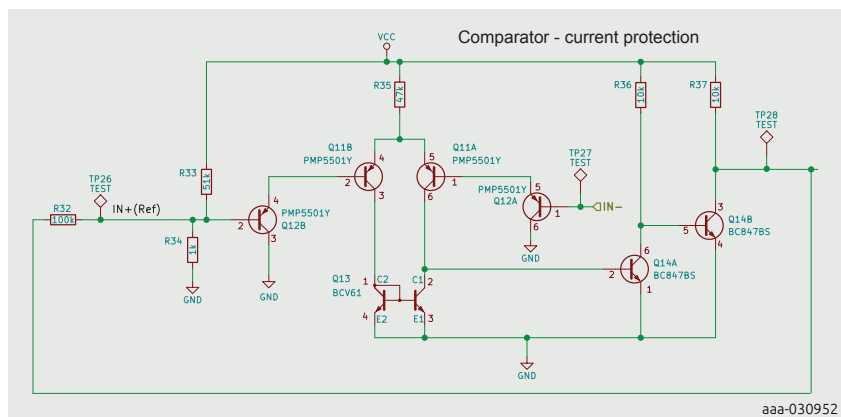 Comparator - current protection
VCC
R35
47k
R36
10k
R37
10k
TP28
TEST
Q11B
PMP5501Y
4
2
3
Q11A
PMP5501Y
5
1
6
TP27
TEST
TP26
TEST
R33
51k
R32
100k
IN+(Ref)
2
4
3
PMP5501Y
Q12B
PMP5501Y
Q12A
5
1
6
IN-
GND
R34
1k
GND
GND
3
5
4
Q14B
BC847BS
6
2
1
Q14A
BC847BS
Q13
BCV61
1
C2
C1
2
4
E2
E1
3
GND
aaa-030952